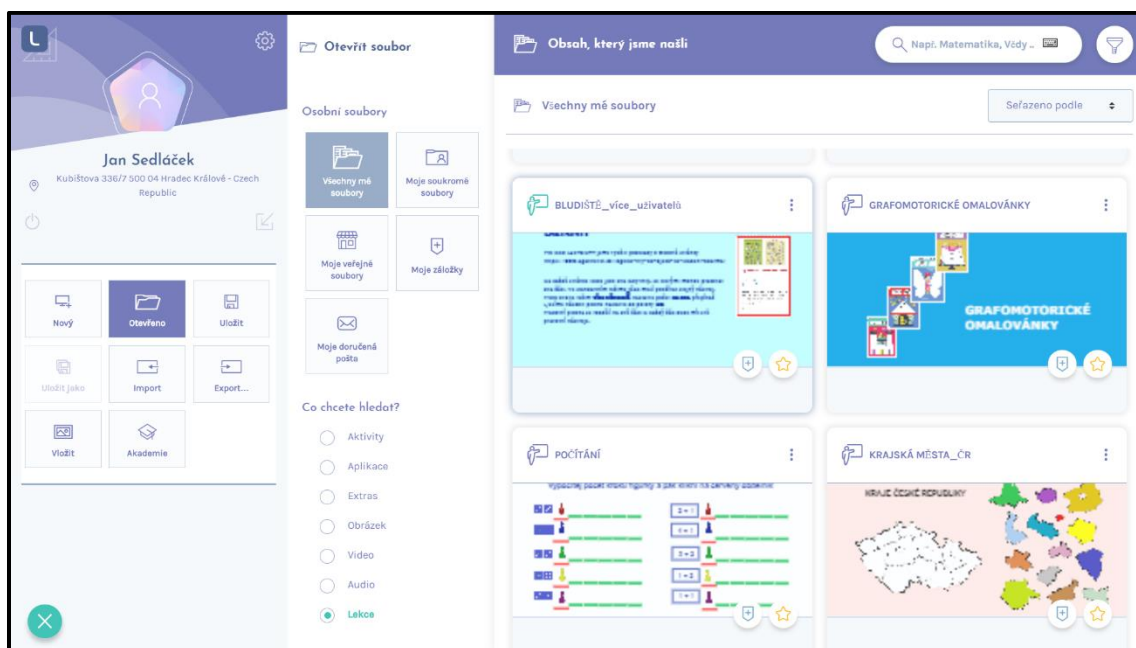 L
Jan Sedláček
Kubištova 336/7 500 04 Hradec Králové - Czech
Republic
Nový
Otevřeno
Uložit
Uložit jako
Import
Export...
Vložit
Akademie
Otevřít soubor
Osobní soubory
Všechny mé
soubory
Moje soukromé
soubory
Moje veřejné
soubory
Moje záložky
Moje doručená
pošta
Co chcete hledat?
Aktivity
Aplikace
Extras
Obrázek
Video
Audio
Lekce
Obsah, který jsme našli
Např. Matematika, Vědy ..
Všechny mé soubory
Seřazeno podle
BLUDIŠTĚ_více_uživatelů
GRAFOMOTORICKÉ OMALOVÁNKY
GRAFOMOTORICKÉ
OMALOVÁNKY
POČÍTÁNÍ
KRAJSKÁ MĚSTA_ČR
KRAJE ČESKÉ REPUBLIKY